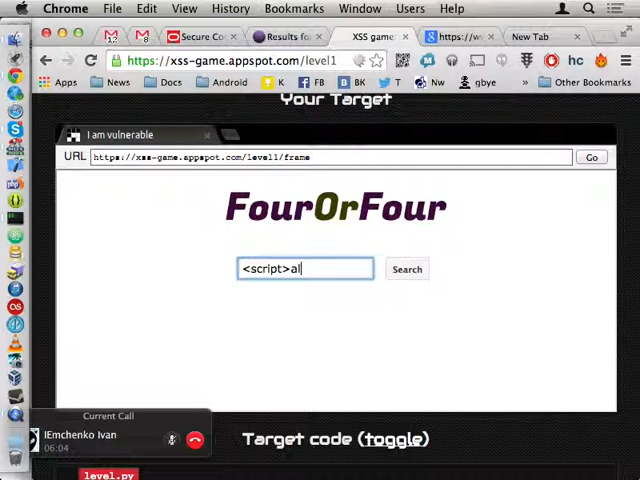 Chrome File Edit View History Bookmarks Window Users Help
12 8 Secure Co Results fo XSS game: https://w New Tab
https://xss-game.appspot.com/level1
Apps News Docs Android K BK FB T Nw gbye Other Bookmarks
Your Target
I am vulnerable
URL https://xss-game.appspot.com/level1/frame Go
FourOrFour
<script>al Search
Current Call
IEmchenko Ivan
06:04
Target code (toggle)
level.py